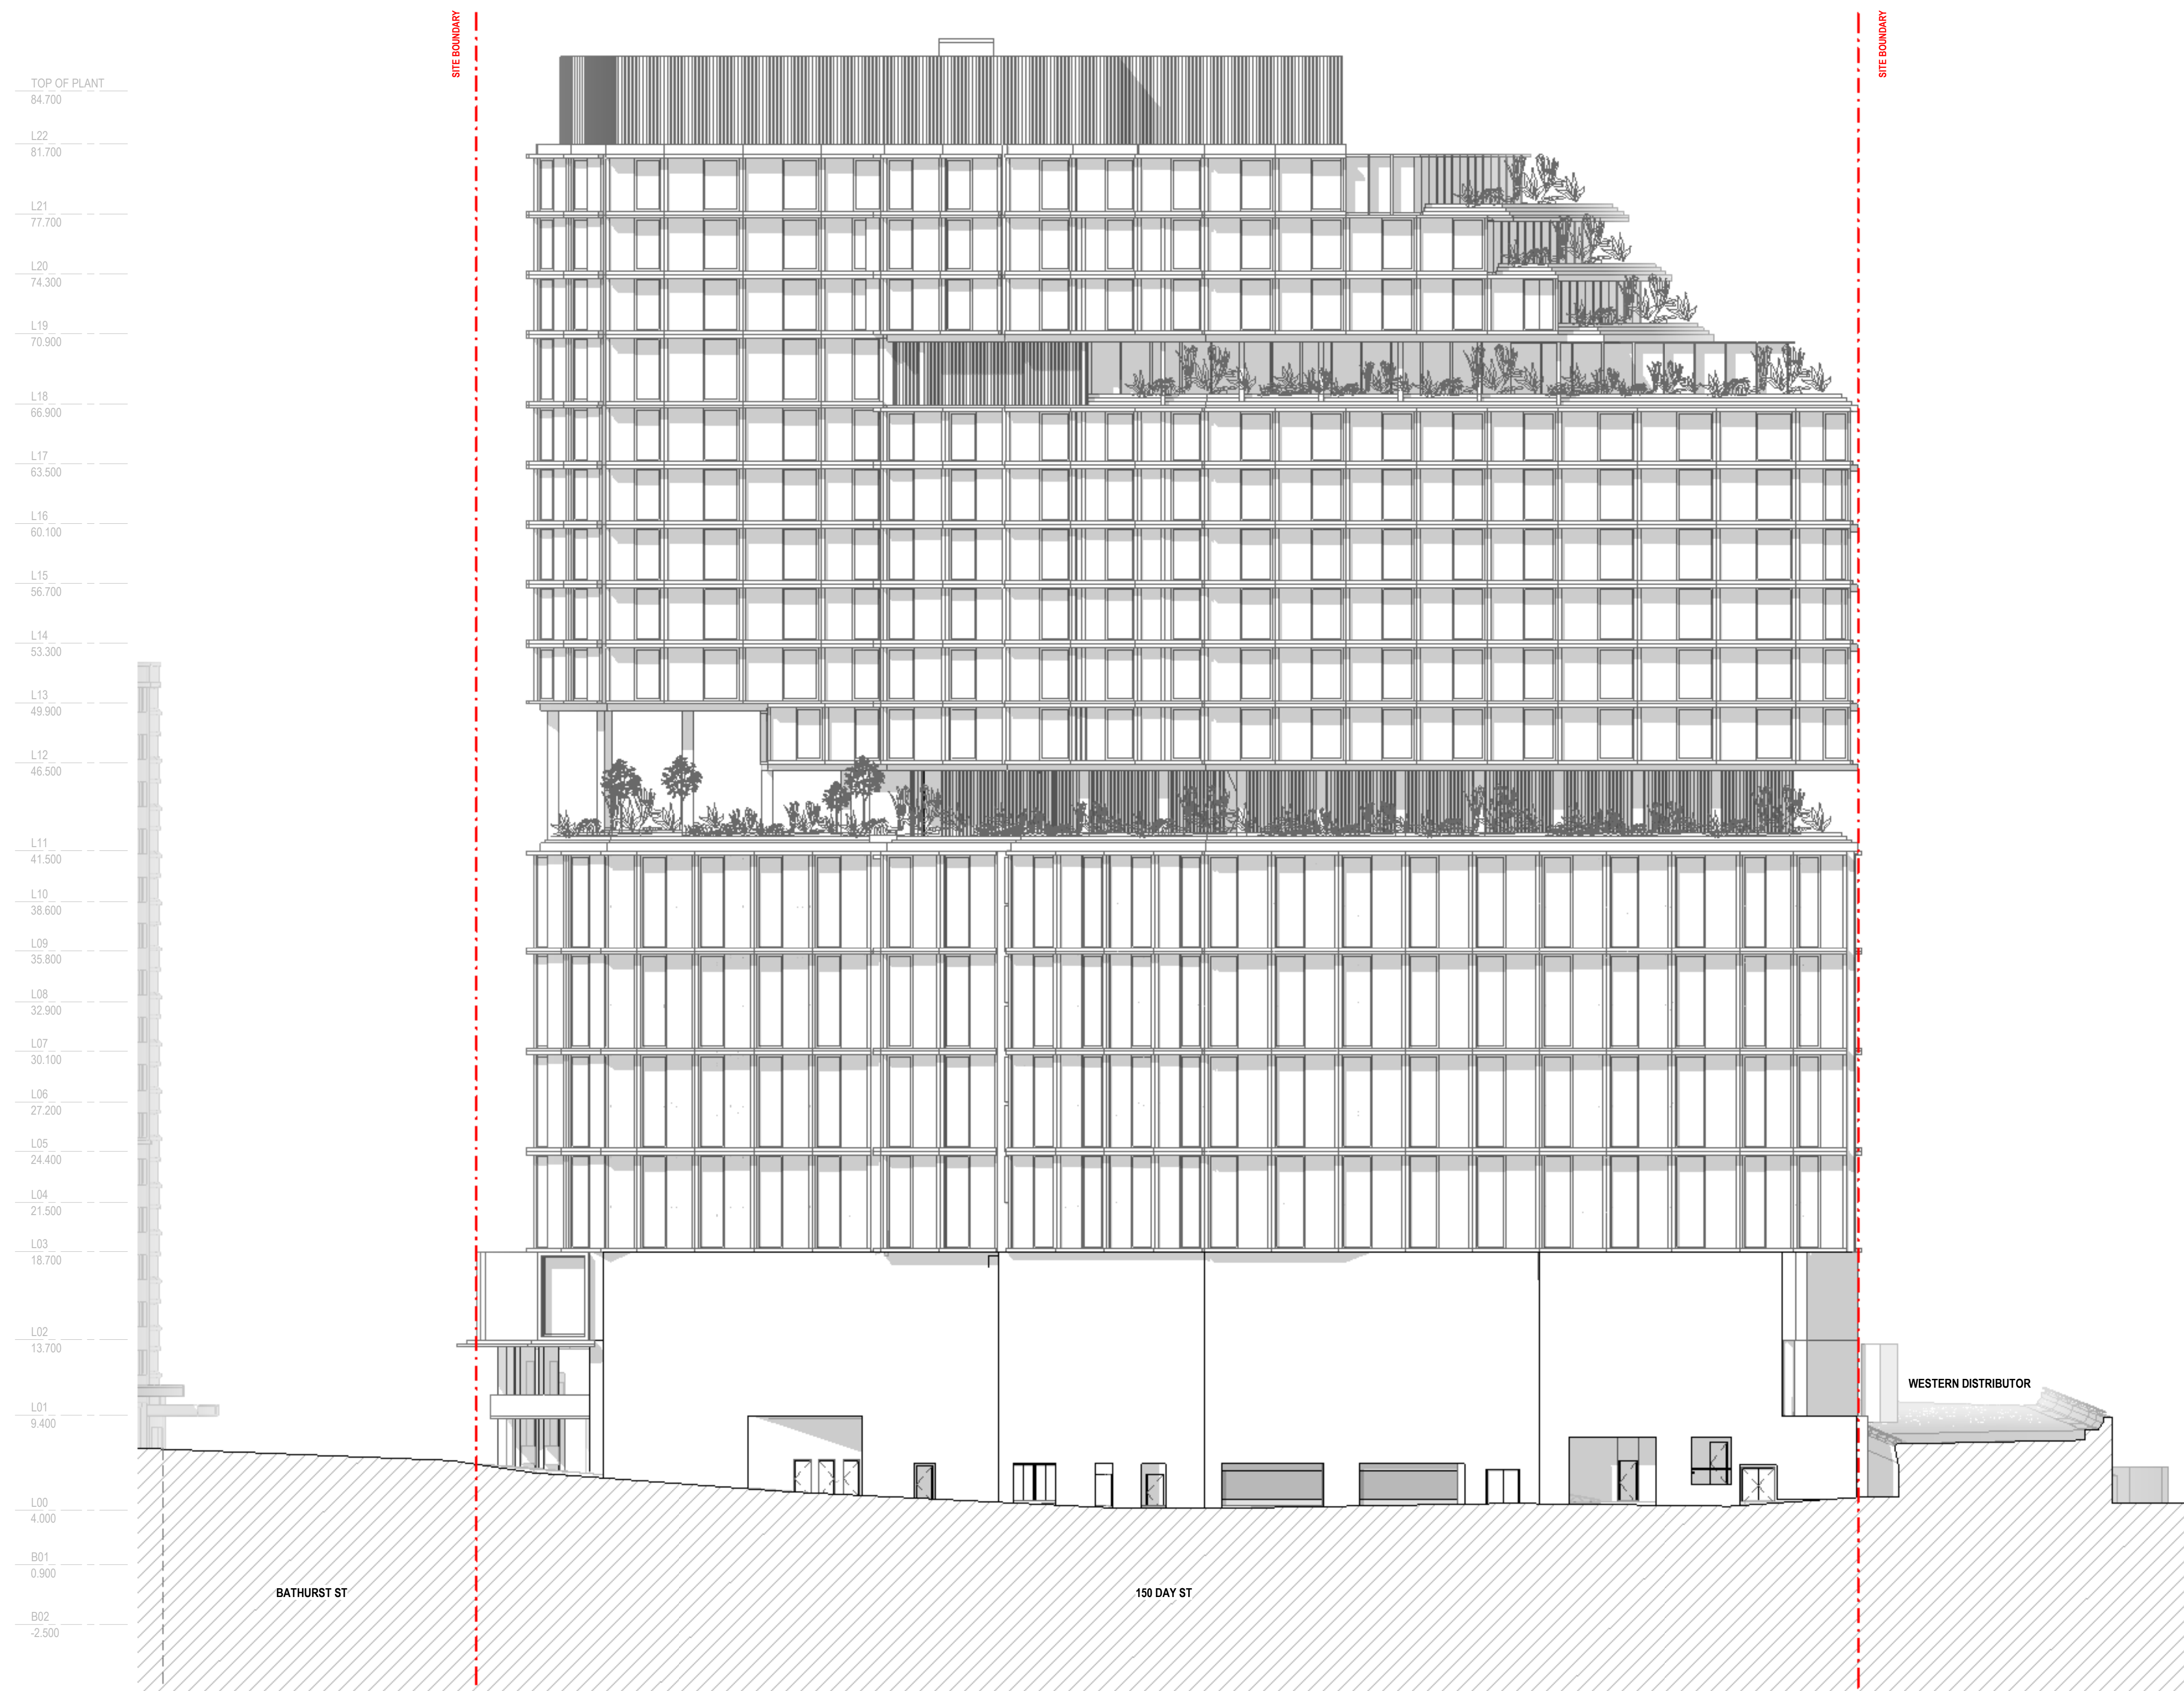 SITE BOUNDARY
SITE BOUNDARY
TOP OF PLANT
84.700
L22
81.700
L21
77.700
L20
74.300
L19
70.900
L18
66.900
L17
63.500
L16
60.100
L15
56.700
L14
53.300
L13
49.900
L12
46.500
L11
41.500
L10
38.600
L09
35.800
L08
32.900
L07
30.100
L06
27.200
L05
24.400
L04
21.500
L03
18.700
L02
13.700
L01
9.400
WESTERN DISTRIBUTOR
L00
4.000
B01
0.900
BATHURST ST
150 DAY ST
B02
-2.500